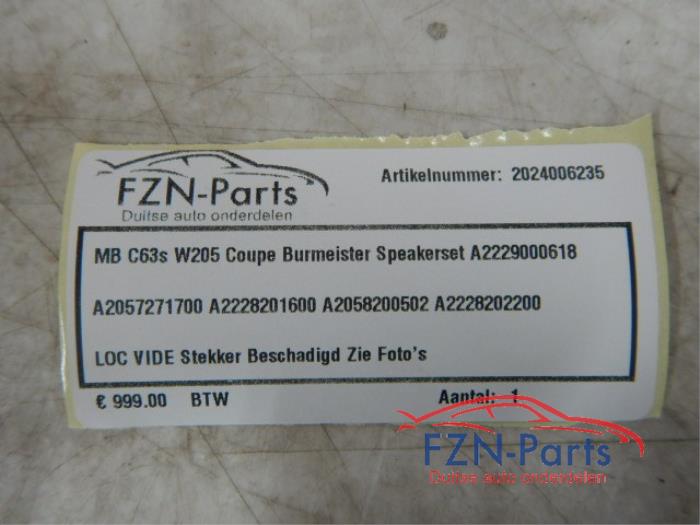 Artikelnummer: 2024006235
FZN-Parts
Duitse auto onderdelen
MB C63s W205 Coupe Burmeister Speakerset A2229000618
A2057271700 A2228201600 A2058200502 A2228202200
LOC VIDE Stekker Beschadigd Zie Foto's
€ 999.00 BTW Aantal: 1
FZN-Parts
Duitse auto onderdelen